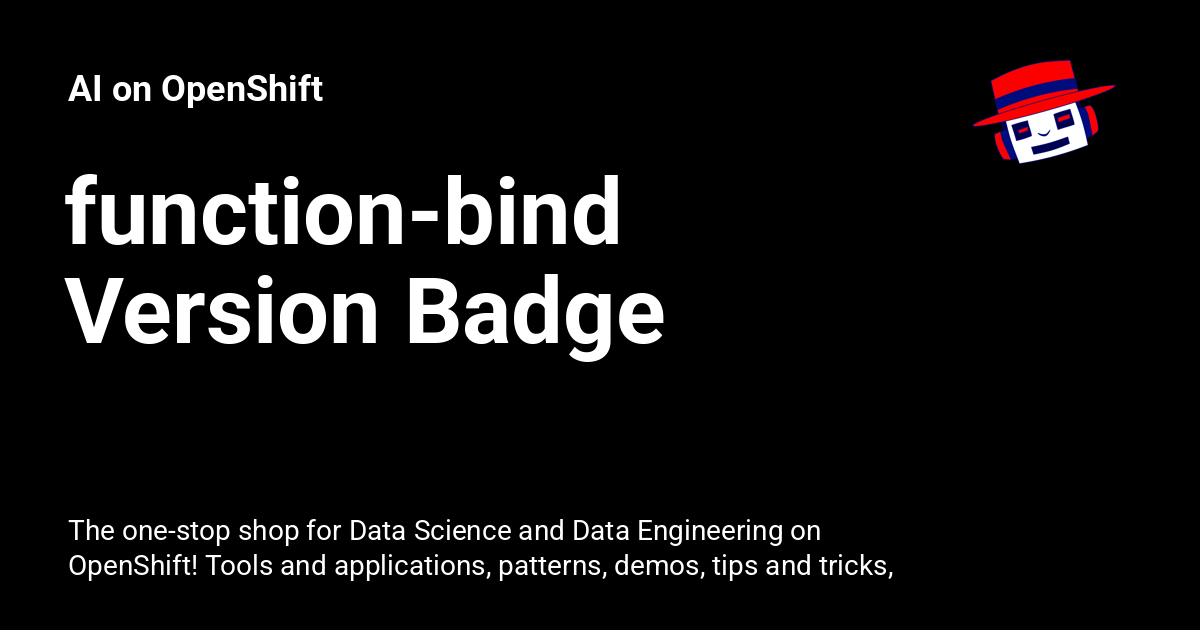 AI on OpenShift
function-bind
Version Badge
The one-stop shop for Data Science and Data Engineering on
OpenShift! Tools and applications, patterns, demos, tips and tricks,